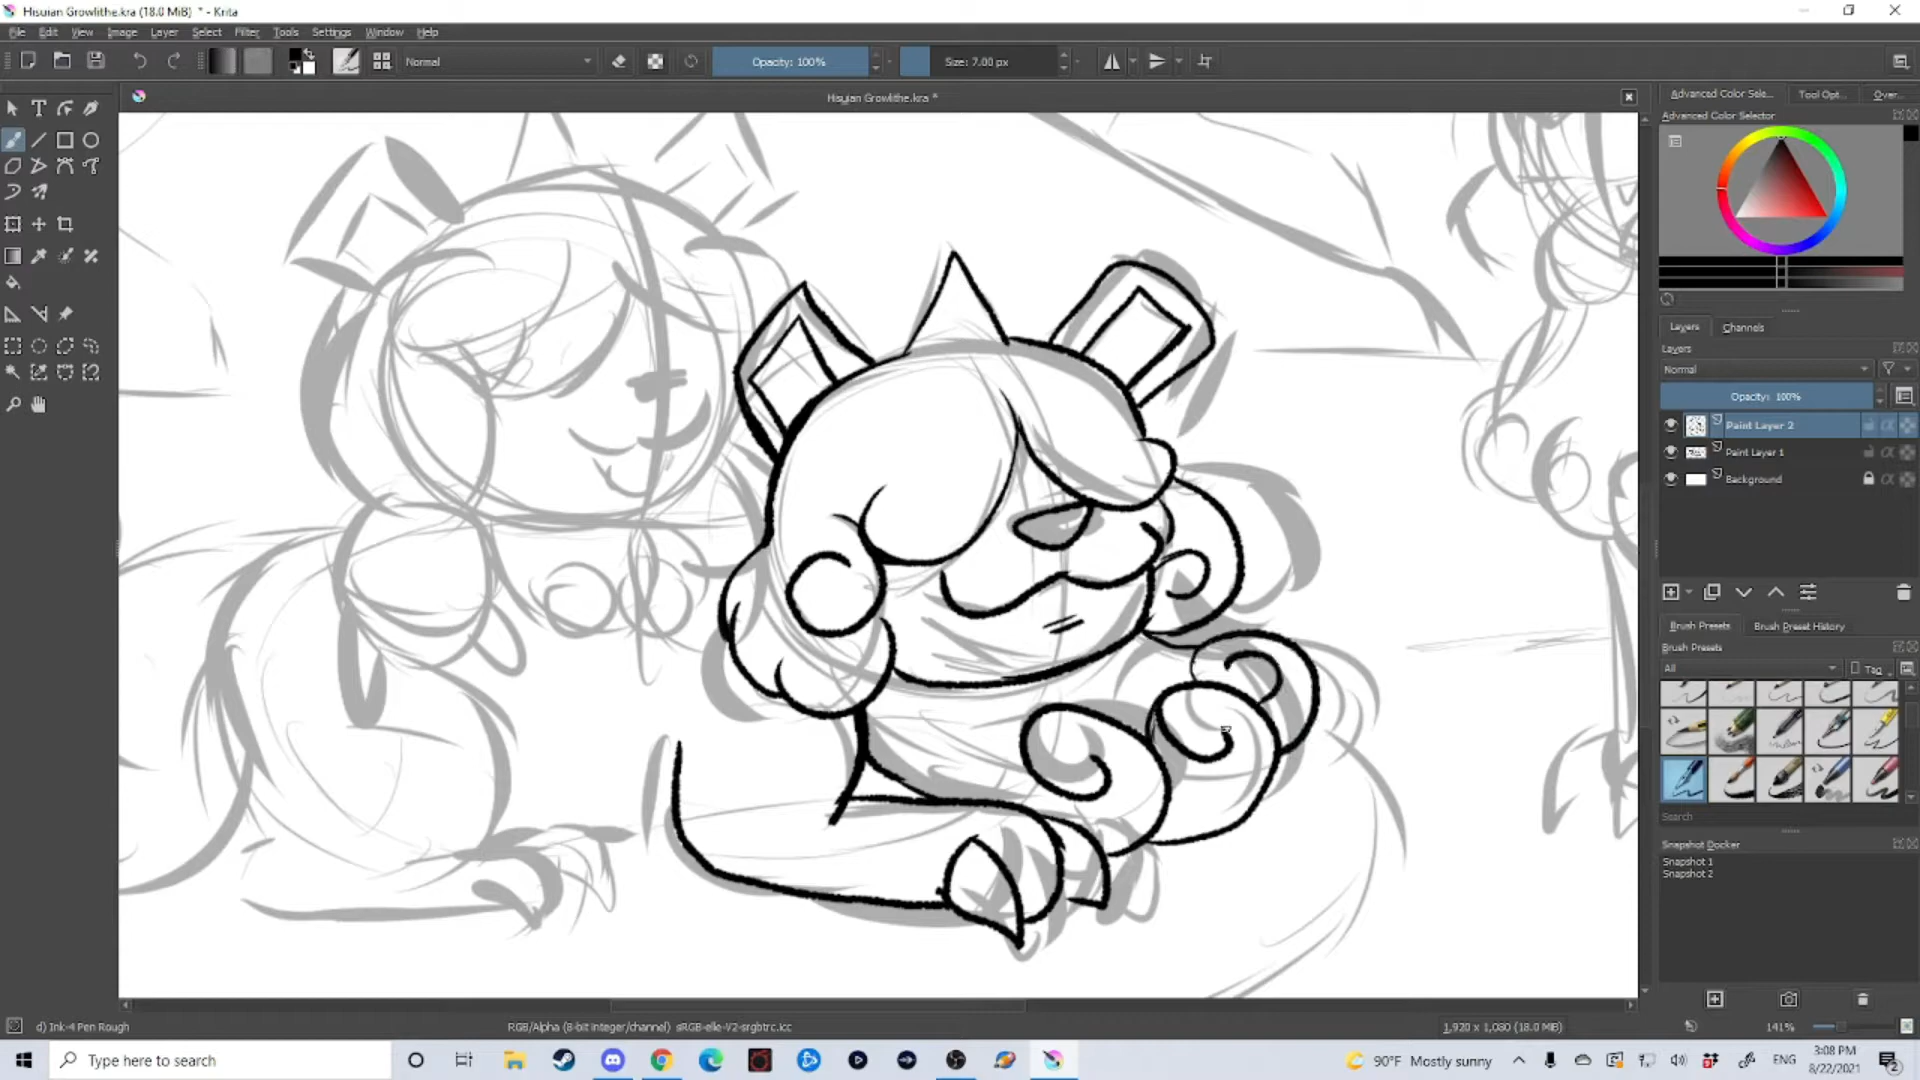 Hisuian Growlithe.kra (18.0 MiB) * - Krita
File Edit View Image Layer Select Filter Tools Settings Window Help
Normal
Opacity: 100%
Size: 7.00 px
Hisuian Growlithe.kra *
Advanced Color Sele...
Tool Opt...
Over...
Advanced Color Selector
Layers
Channels
Layers
Normal
Opacity: 100%
Paint Layer 2
Paint Layer 1
Background
Brush Presets
Brush Preset History
Brush Presets
All
Tag
Search
Snapshot Docker
Snapshot 1
Snapshot 2
d) Ink-4 Pen Rough
RGB/Alpha (8-bit integer/channel) sRGB-elle-V2-srgbtrc.icc
1,920 x 1,080 (18.0 MiB)
141%
Type here to search
90°F Mostly sunny
ENG
3:08 PM
8/22/2021
2